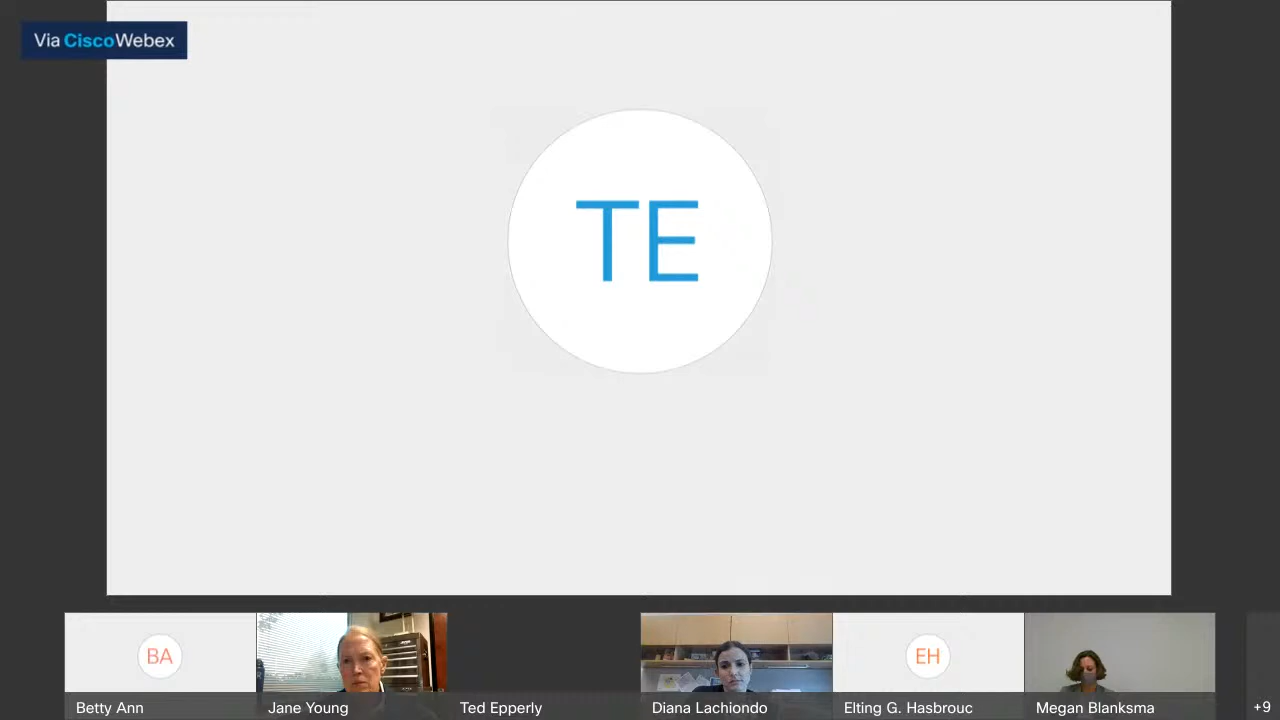 Via CiscoWebex
TE
BA
EH
Betty Ann
Jane Young
Ted Epperly
Diana Lachiondo
Elting G. Hasbrouc
Megan Blanksma
+9